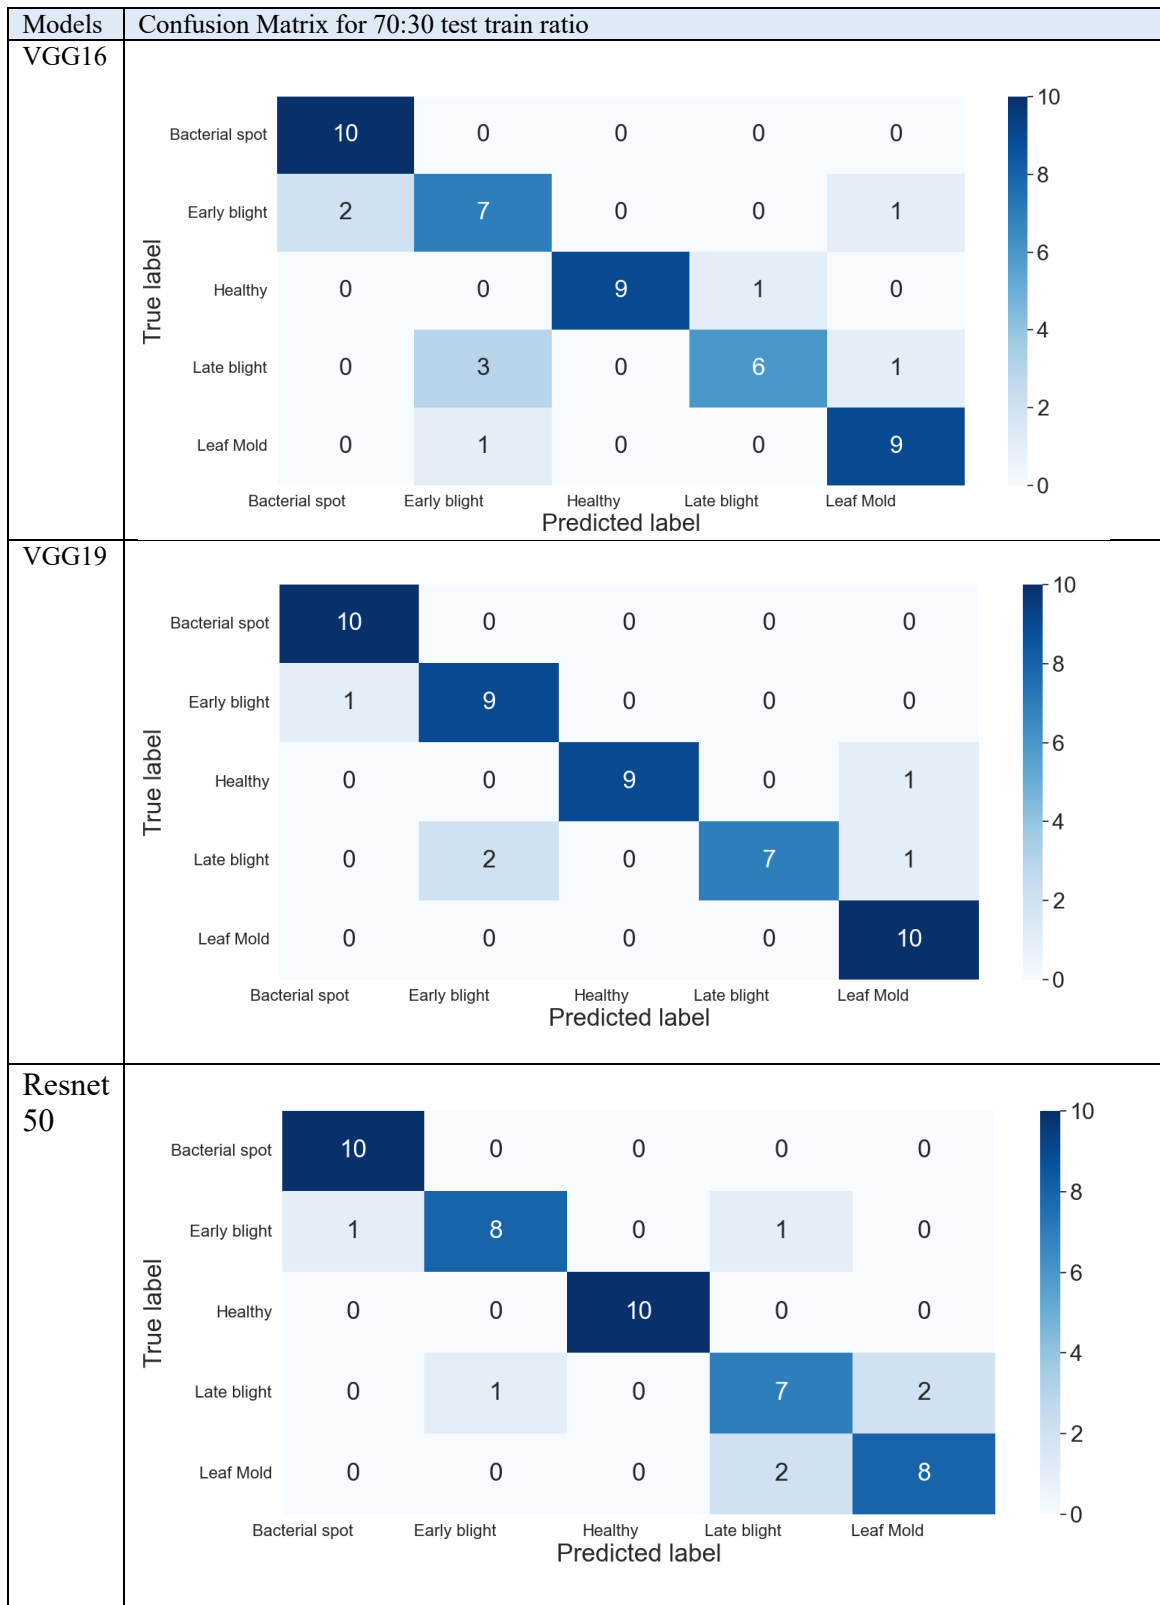 Models Confusion Matrix for 70:30 test train ratio
VGG16
10
Bacterial spot 10 0 0 0 0
8
Early blight 2 7 0 0 1
6
True label
Healthy 0 0 9 1 0
4
Late blight 0 3 0 6 1
2
Leaf Mold 0 1 0 0 9
0
Bacterial spot Early blight Healthy Late blight Leaf Mold
Predicted label
VGG19
10
Bacterial spot 10 0 0 0 0
8
Early blight 1 9 0 0 0
6
True label
Healthy 0 0 9 0 1
4
Late blight 0 2 0 7 1
2
Leaf Mold 0 0 0 0 10
0
Bacterial spot Early blight Healthy Late blight Leaf Mold
Predicted label
Resnet
50
10
Bacterial spot 10 0 0 0 0
8
Early blight 1 8 0 1 0
6
True label
Healthy 0 0 10 0 0
4
Late blight 0 1 0 7 2
2
Leaf Mold 0 0 0 2 8
0
Bacterial spot Early blight Healthy Late blight Leaf Mold
Predicted label